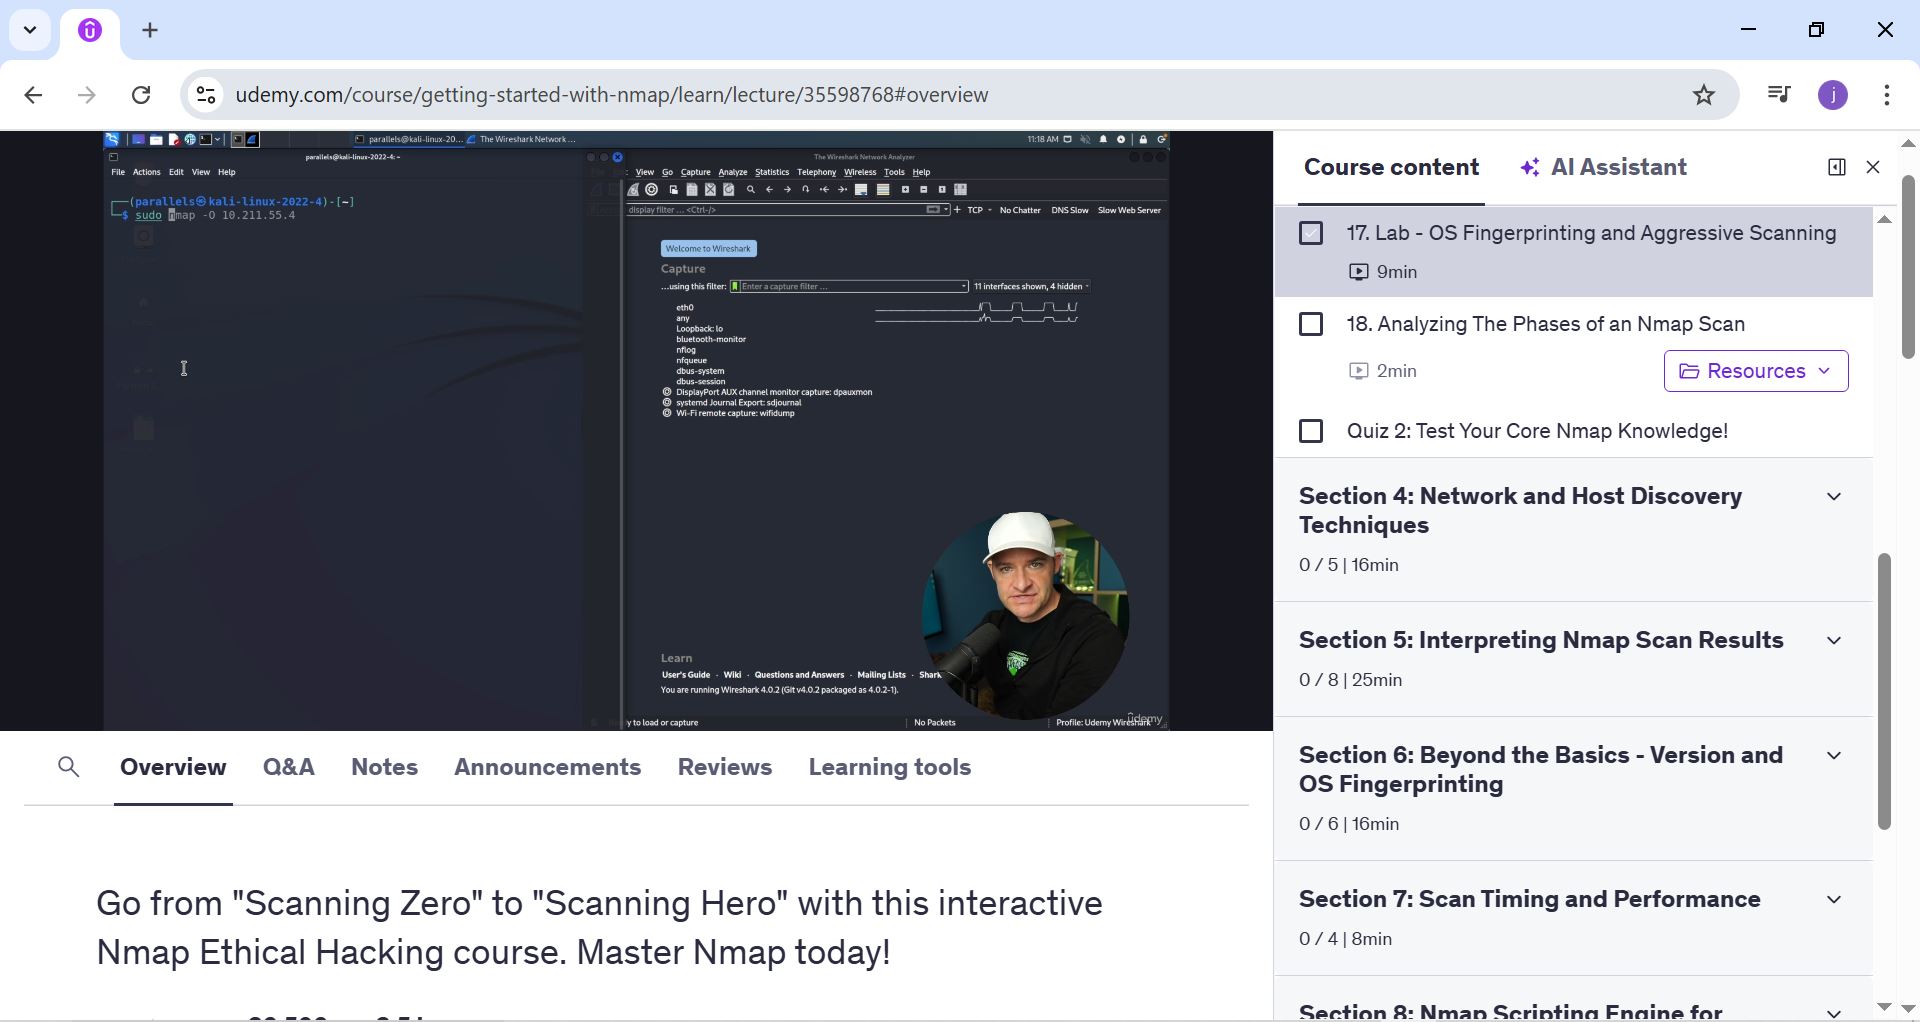 udemy.com/course/getting-started-with-nmap/learn/lecture/35598768#overview
j
parallels@kali-linux-20...
The Wireshark Network ...
11:18 AM
parallels@kali-linux-2022-4: ~
File Actions Edit View Help
(parallels㉿kali-linux-2022-4)-[~]
$ sudo nmap -O 10.211.55.4
The Wireshark Network Analyzer
View Go Capture Analyze Statistics Telephony Wireless Tools Help
display filter ... <Ctrl-/>
+ TCP No Chatter DNS Slow Slow Web Server
Welcome to Wireshark
Capture
...using this filter: Enter a capture filter ... 11 interfaces shown, 4 hidden
eth0
any
Loopback: lo
bluetooth-monitor
nflog
nfqueue
dbus-system
dbus-session
DisplayPort AUX channel monitor capture: dpauxmon
systemd Journal Export: sdjournal
Wi-Fi remote capture: wifidump
Learn
User's Guide · Wiki · Questions and Answers · Mailing Lists ·
You are running Wireshark 4.0.2 (Git v4.0.2 packaged as 4.0.2-1).
y to load or capture
No Packets
Profile: Udemy Wireshark
ûdemy
Course content
AI Assistant
17. Lab - OS Fingerprinting and Aggressive Scanning
9min
18. Analyzing The Phases of an Nmap Scan
2min
Resources
Quiz 2: Test Your Core Nmap Knowledge!
Section 4: Network and Host Discovery
Techniques
0 / 5 | 16min
Section 5: Interpreting Nmap Scan Results
0 / 8 | 25min
Section 6: Beyond the Basics - Version and
OS Fingerprinting
0 / 6 | 16min
Section 7: Scan Timing and Performance
0 / 4 | 8min
Section 8: Nmap Scripting Engine for
Overview
Q&A
Notes
Announcements
Reviews
Learning tools
Go from "Scanning Zero" to "Scanning Hero" with this interactive
Nmap Ethical Hacking course. Master Nmap today!